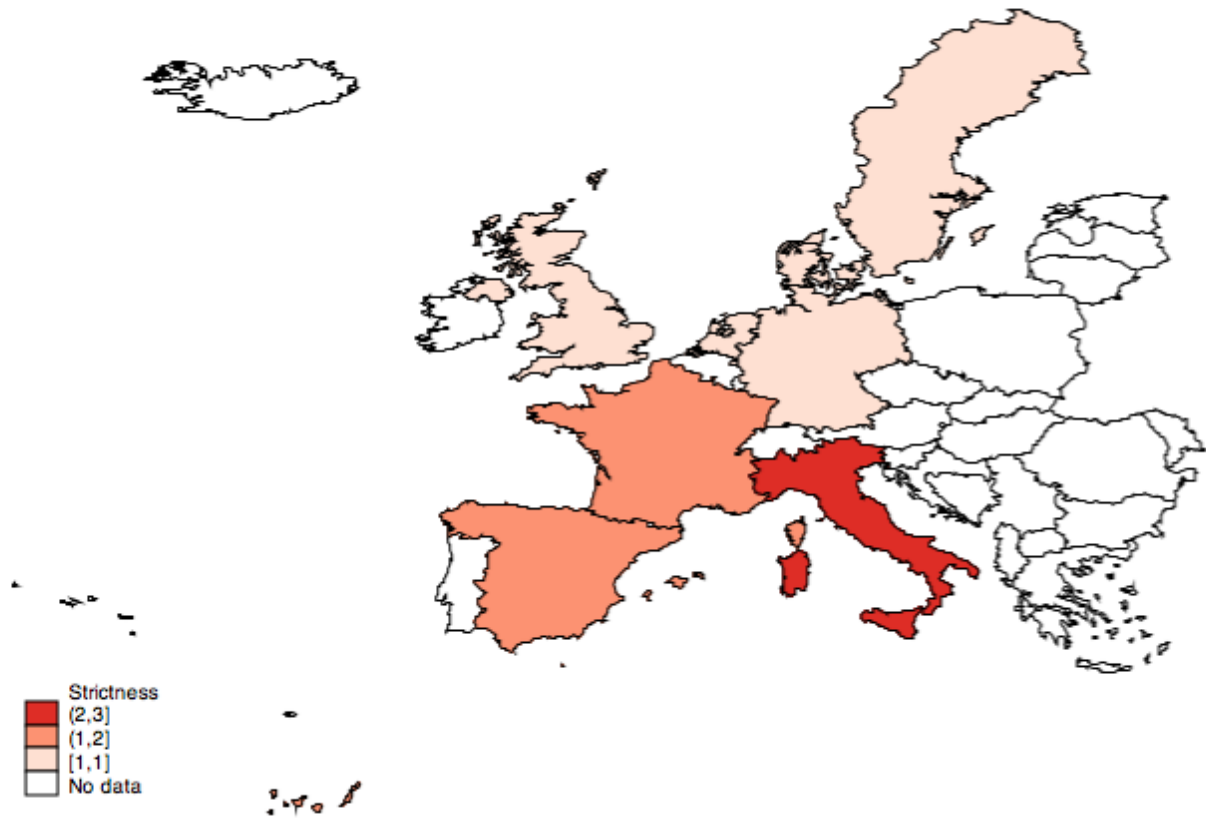 Strictness
(2,3]
(1,2]
[1,1]
No data